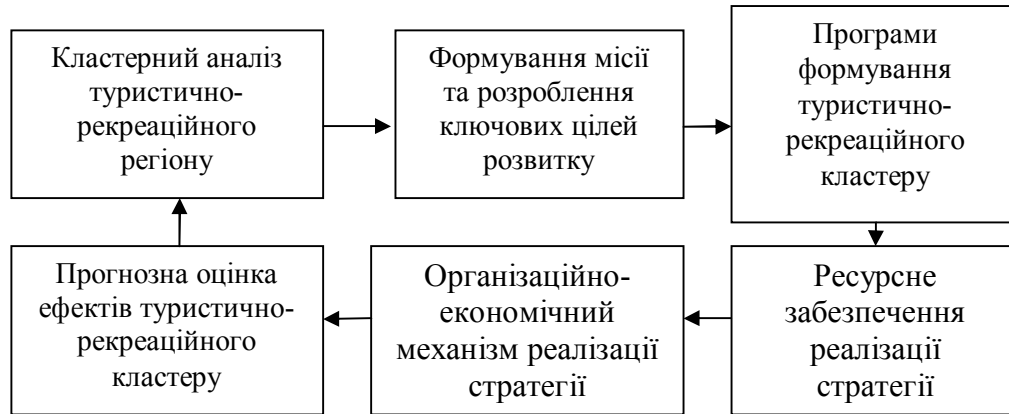 Кластерний аналіз
туристично-
рекреаційного
регіону
Формування місії
та розроблення
ключових цілей
розвитку
Програми
формування
туристично-
рекреаційного
кластеру
Ресурсне
забезпечення
реалізації
стратегії
Організаційно-
економічний
механізм реалізації
стратегії
Прогнозна оцінка
ефектів туристично-
рекреаційного
кластеру